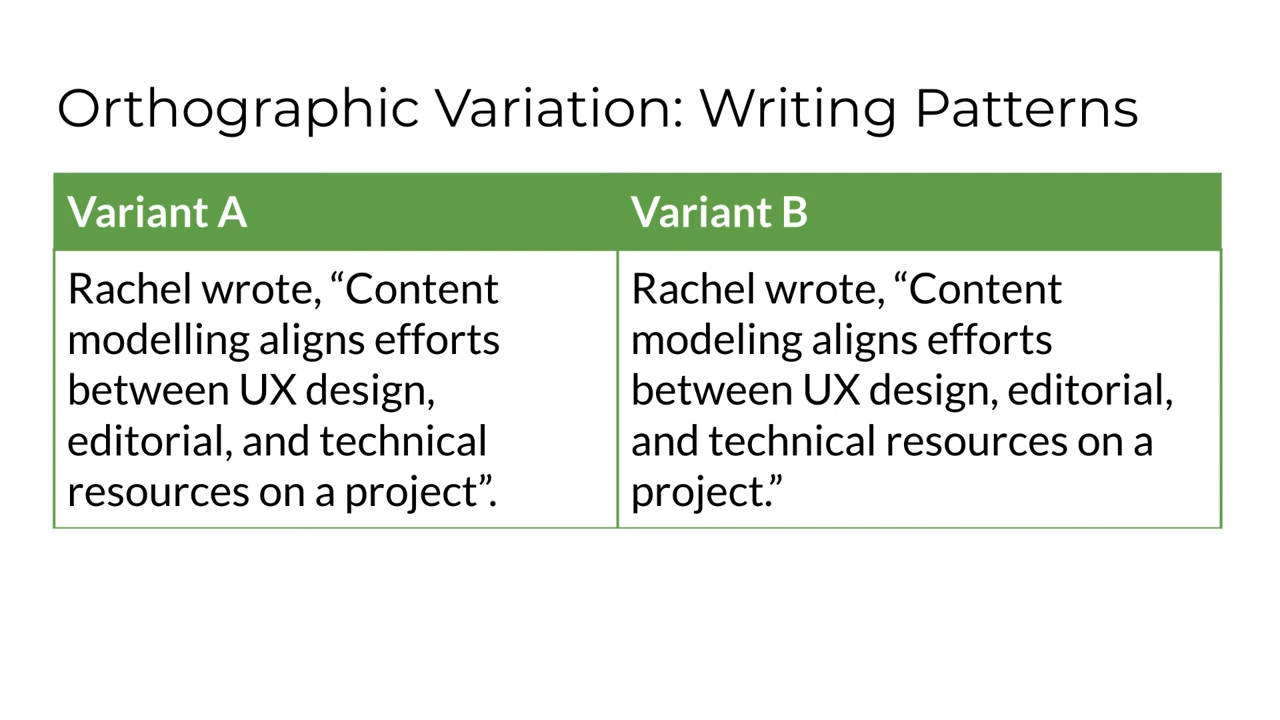 Orthographic Variation: Writing Patterns
Variant A
Variant B
Rachel wrote, “Content
modelling aligns efforts
between UX design,
editorial, and technical
resources on a project”.
Rachel wrote, “Content
modeling aligns efforts
between UX design, editorial,
and technical resources on a
project.”